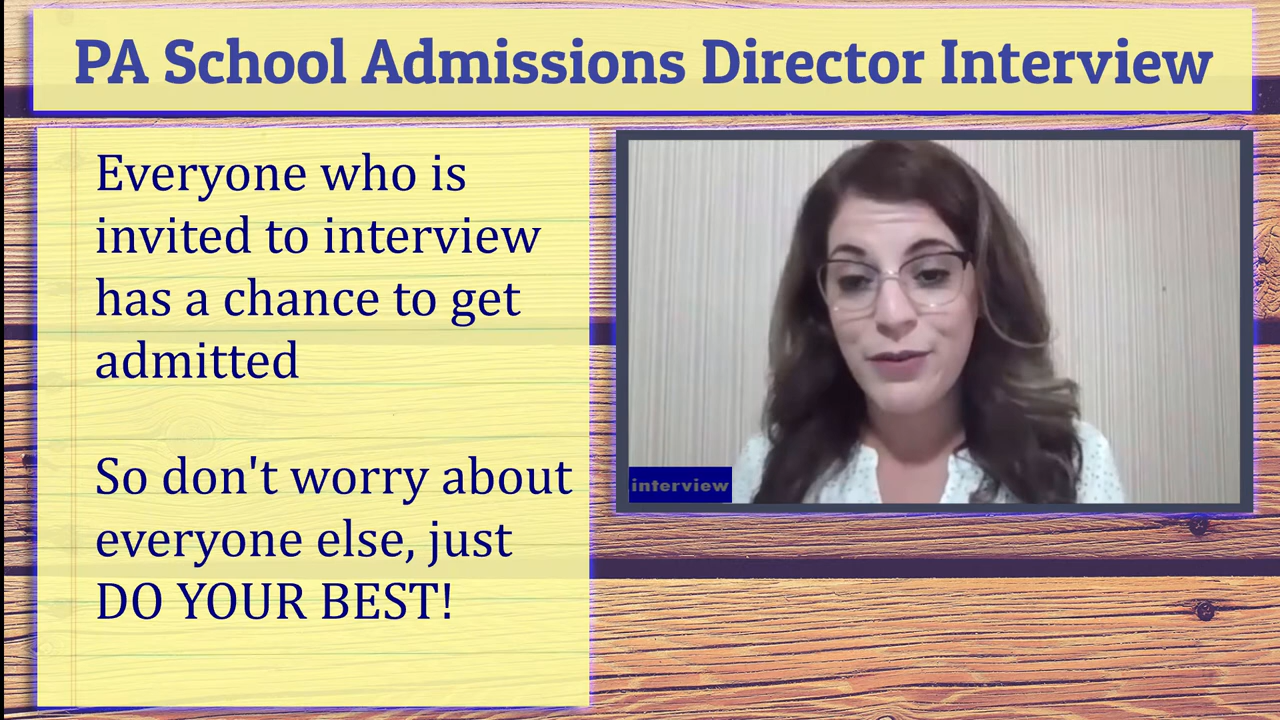 PA School Admissions Director Interview
Everyone who is
invited to interview
has a chance to get
admitted
So don't worry about
everyone else, just
DO YOUR BEST!
interview